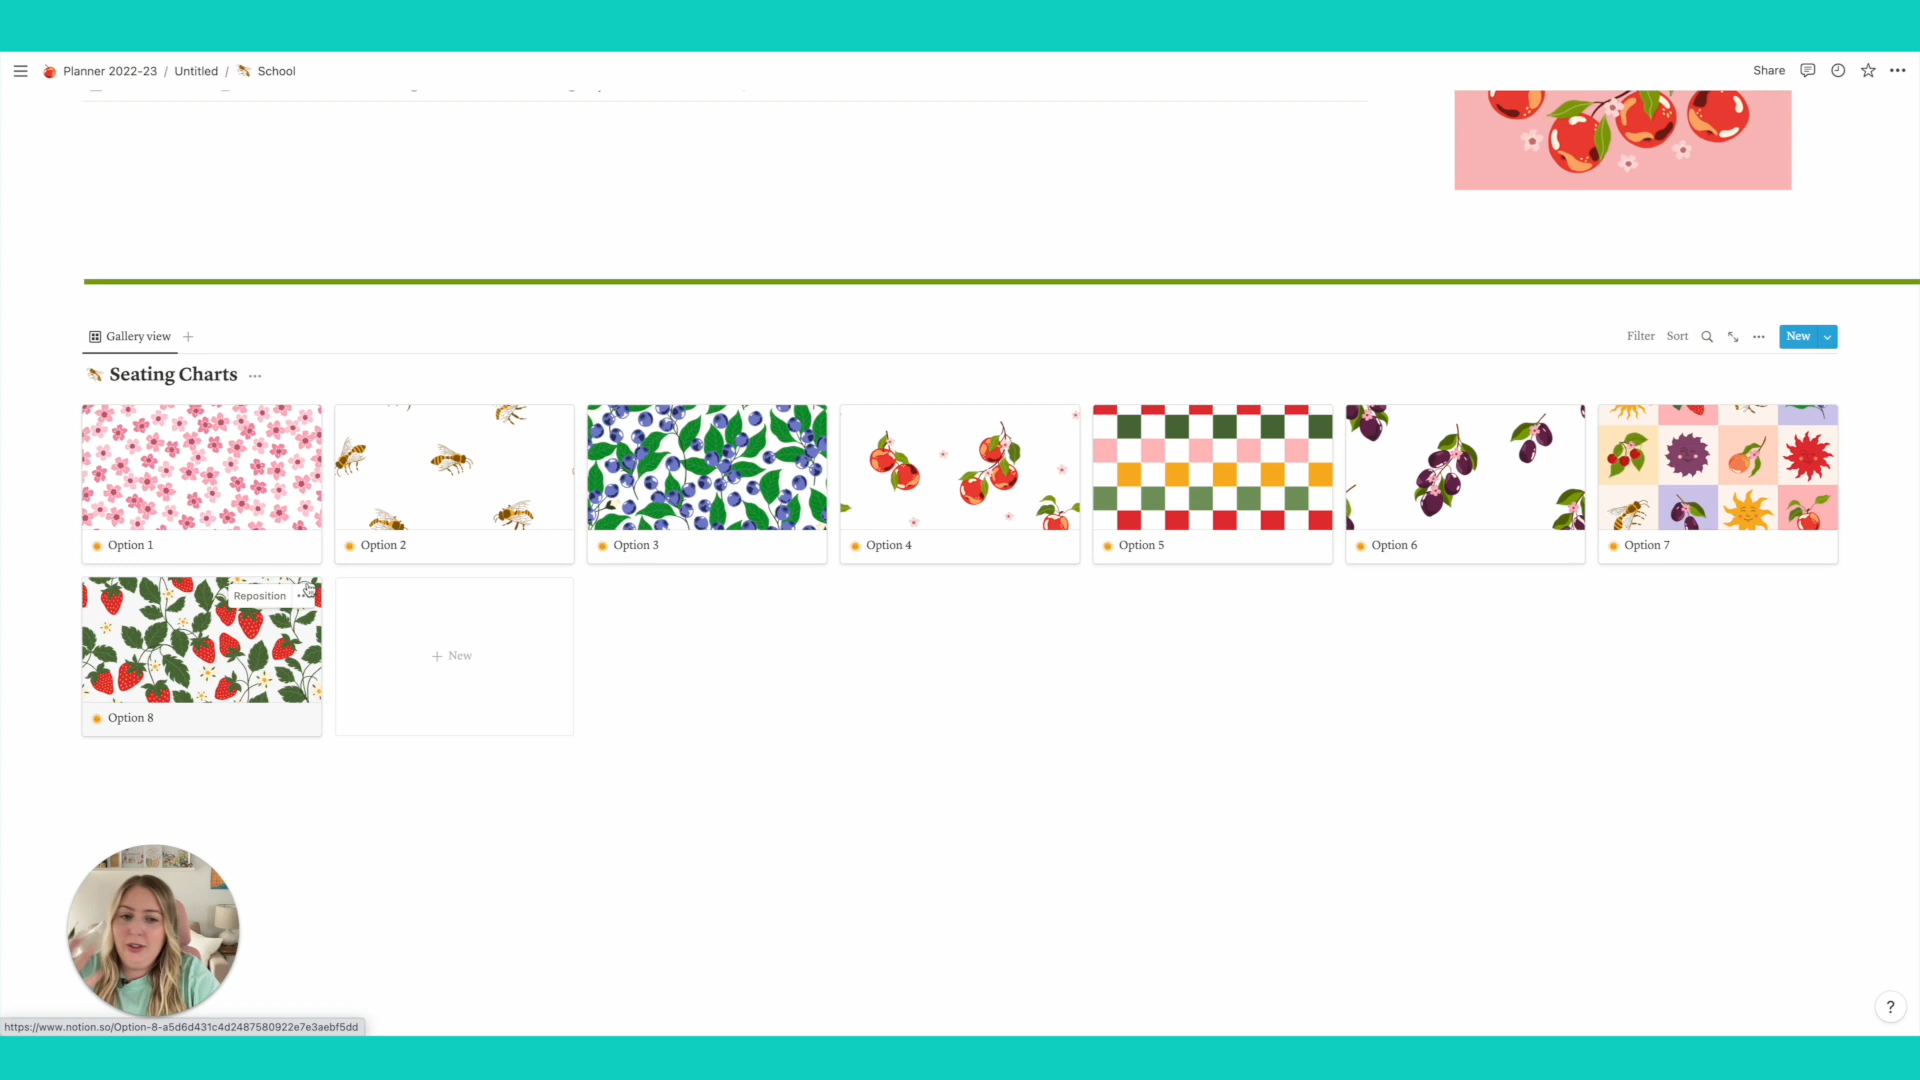 Planner 2022-23 / Untitled / School
Share
Gallery view
Filter Sort New
Seating Charts
Option 1
Option 2
Option 3
Option 4
Option 5
Option 6
Option 7
Reposition
Option 8
+ New
?
https://www.notion.so/Option-8-a5d6d431c4d2487580922e7e3aebf5dd